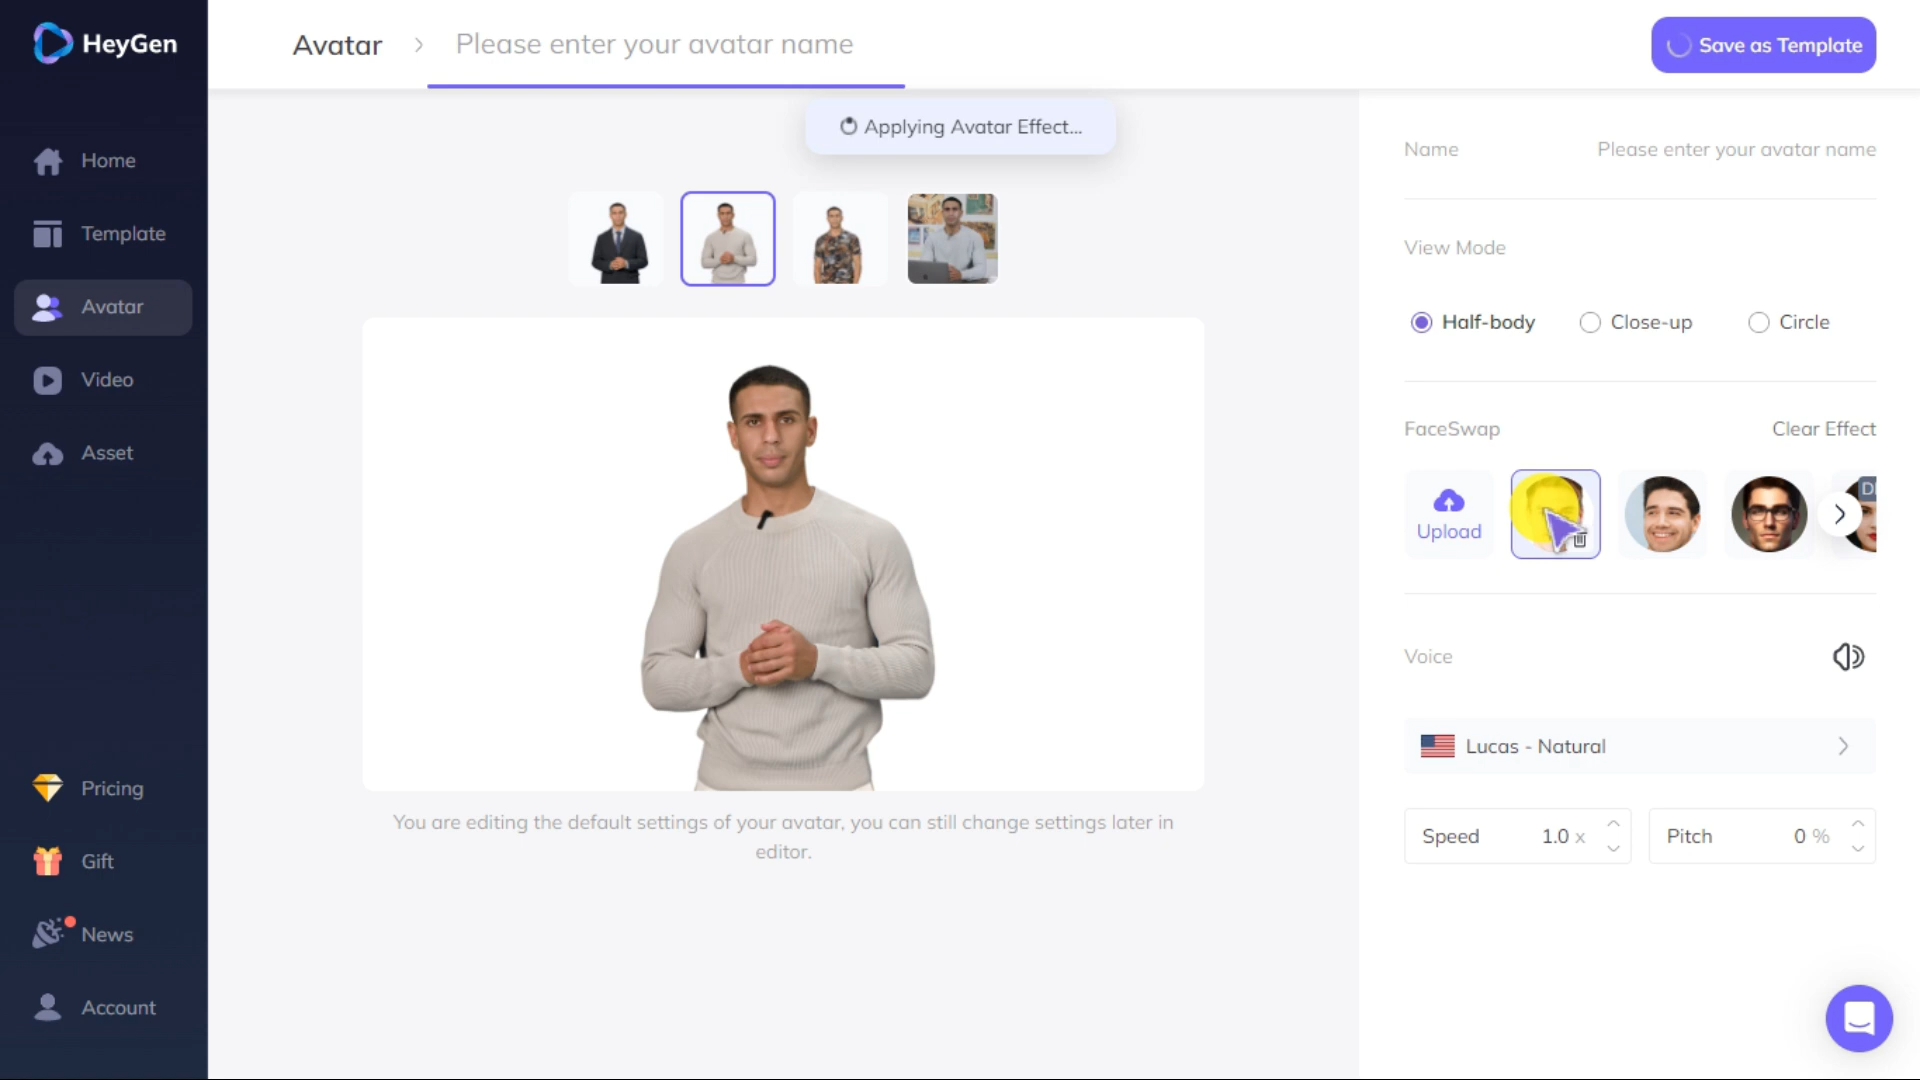 HeyGen
Avatar
Please enter your avatar name
Save as Template
Applying Avatar Effect...
Home
Template
Avatar
Video
Asset
Pricing
Gift
News
Account
You are editing the default settings of your avatar, you can still change settings later in
editor.
Name
Please enter your avatar name
View Mode
Half-body
Close-up
Circle
FaceSwap
Clear Effect
Upload
Voice
Lucas - Natural
Speed 1.0 x
Pitch 0 %